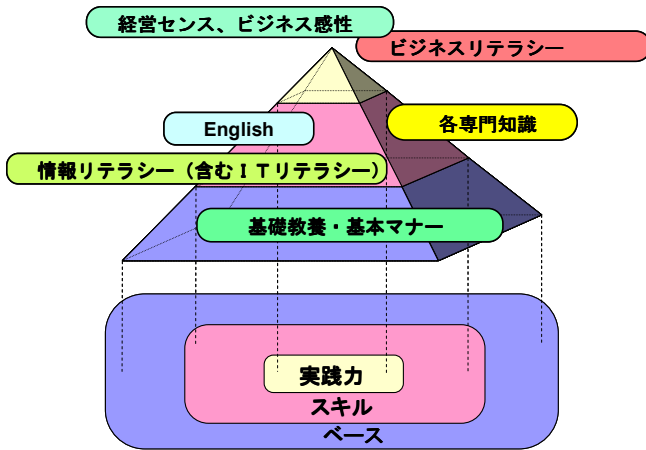 経営センス、ビジネス感性
ビジネスリテラシー
English
各専門知識
情報リテラシー（含むＩＴリテラシー）
基礎教養・基本マナー
実践力
スキル
ベース